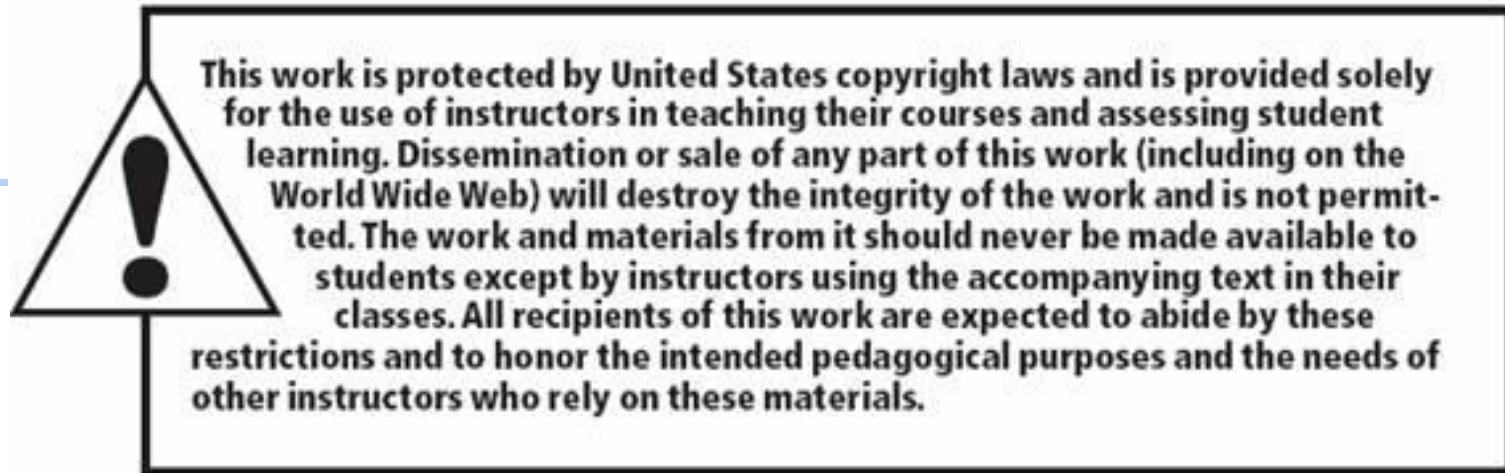 This work is protected by United States copyright laws and is provided solely
for the use of instructors in teaching their courses and assessing student
learning. Dissemination or sale of any part of this work (including on the
World Wide Web) will destroy the integrity of the work and is not permit-
ted. The work and materials from it should never be made available to
students except by instructors using the accompanying text in their
classes. All recipients of this work are expected to abide by these
restrictions and to honor the intended pedagogical purposes and the needs of
other instructors who rely on these materials.